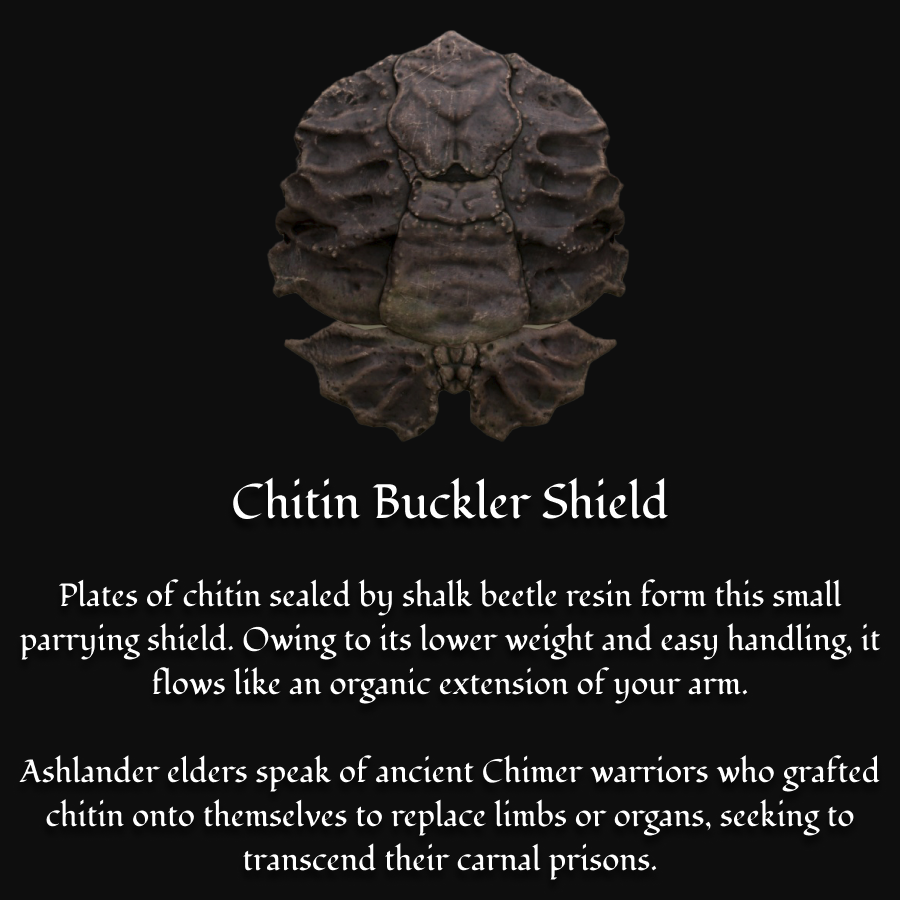 Chitin Buckler Shield
Plates of chitin sealed by shalk beetle resin form this small
parrying shield. Owing to its lower weight and easy handling, it
flows like an organic extension of your arm.
Ashlander elders speak of ancient Chimer warriors who grafted
chitin onto themselves to replace limbs or organs, seeking to
transcend their carnal prisons.